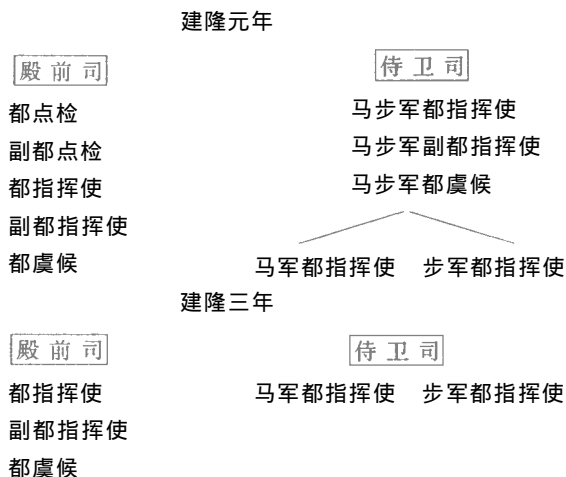 建隆元年
殿前司
都点检
副都点检
都指挥使
副都指挥使
都虞候
侍卫司
马步军都指挥使
马步军副都指挥使
马步军都虞候
马军都指挥使 步军都指挥使
建隆三年
殿前司
都指挥使
副都指挥使
都虞候
侍卫司
马军都指挥使 步军都指挥使